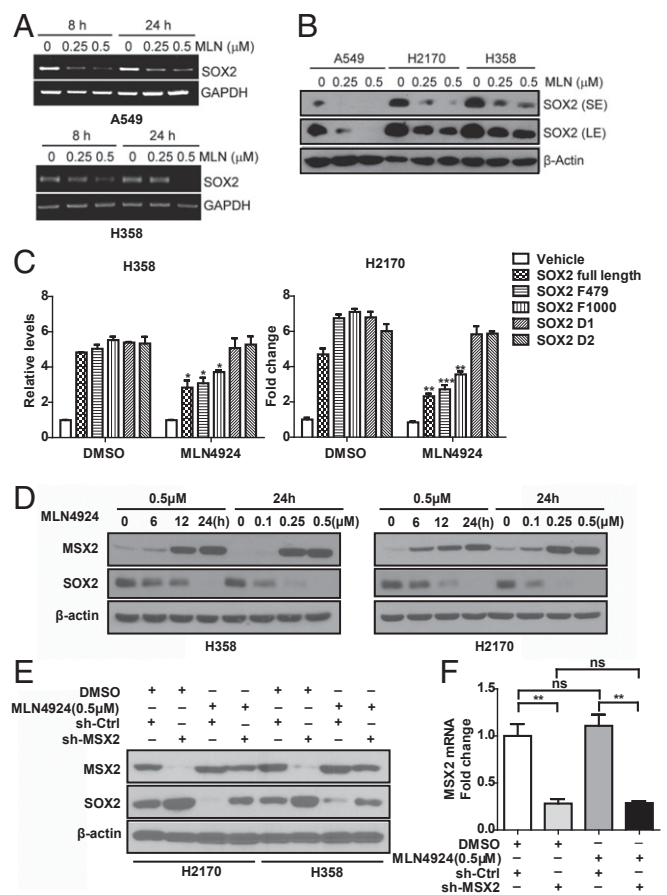 A
8 h 24 h
0 0.25 0.5 0 0.25 0.5 MLN (μM)
SOX2
GAPDH
A549
8 h 24 h
0 0.25 0.5 0 0.25 0.5 MLN (μM)
SOX2
GAPDH
H358
B
A549 H2170 H358
0 0.25 0.5 0 0.25 0.5 0 0.25 0.5 MLN (μM)
SOX2 (SE)
SOX2 (LE)
β-Actin
C
H358
Relative levels
8
6
4
2
0
* * *
DMSO MLN4924
H2170
Fold change
8
6
4
2
0
** *** **
DMSO MLN4924
Vehicle
SOX2 full length
SOX2 F479
SOX2 F1000
SOX2 D1
SOX2 D2
D
0.5μM 24h
MLN4924 0 6 12 24(h) 0 0.1 0.25 0.5(μM)
MSX2
SOX2
β-actin
H358
0.5μM 24h
0 6 12 24(h) 0 0.1 0.25 0.5(μM)
MSX2
SOX2
β-actin
H2170
E
DMSO + + – – + + – –
MLN4924(0.5μM) – – + + – – + +
sh-Ctrl + – + – + – + –
sh-MSX2 – + – + – + – +
MSX2
SOX2
β-actin
H2170 H358
F
ns
ns
** **
MSX2 mRNA
Fold change
1.5
1.0
0.5
0.0
DMSO + + – –
MLN4924(0.5μM) – – + +
sh-Ctrl + – + –
sh-MSX2 – + – +